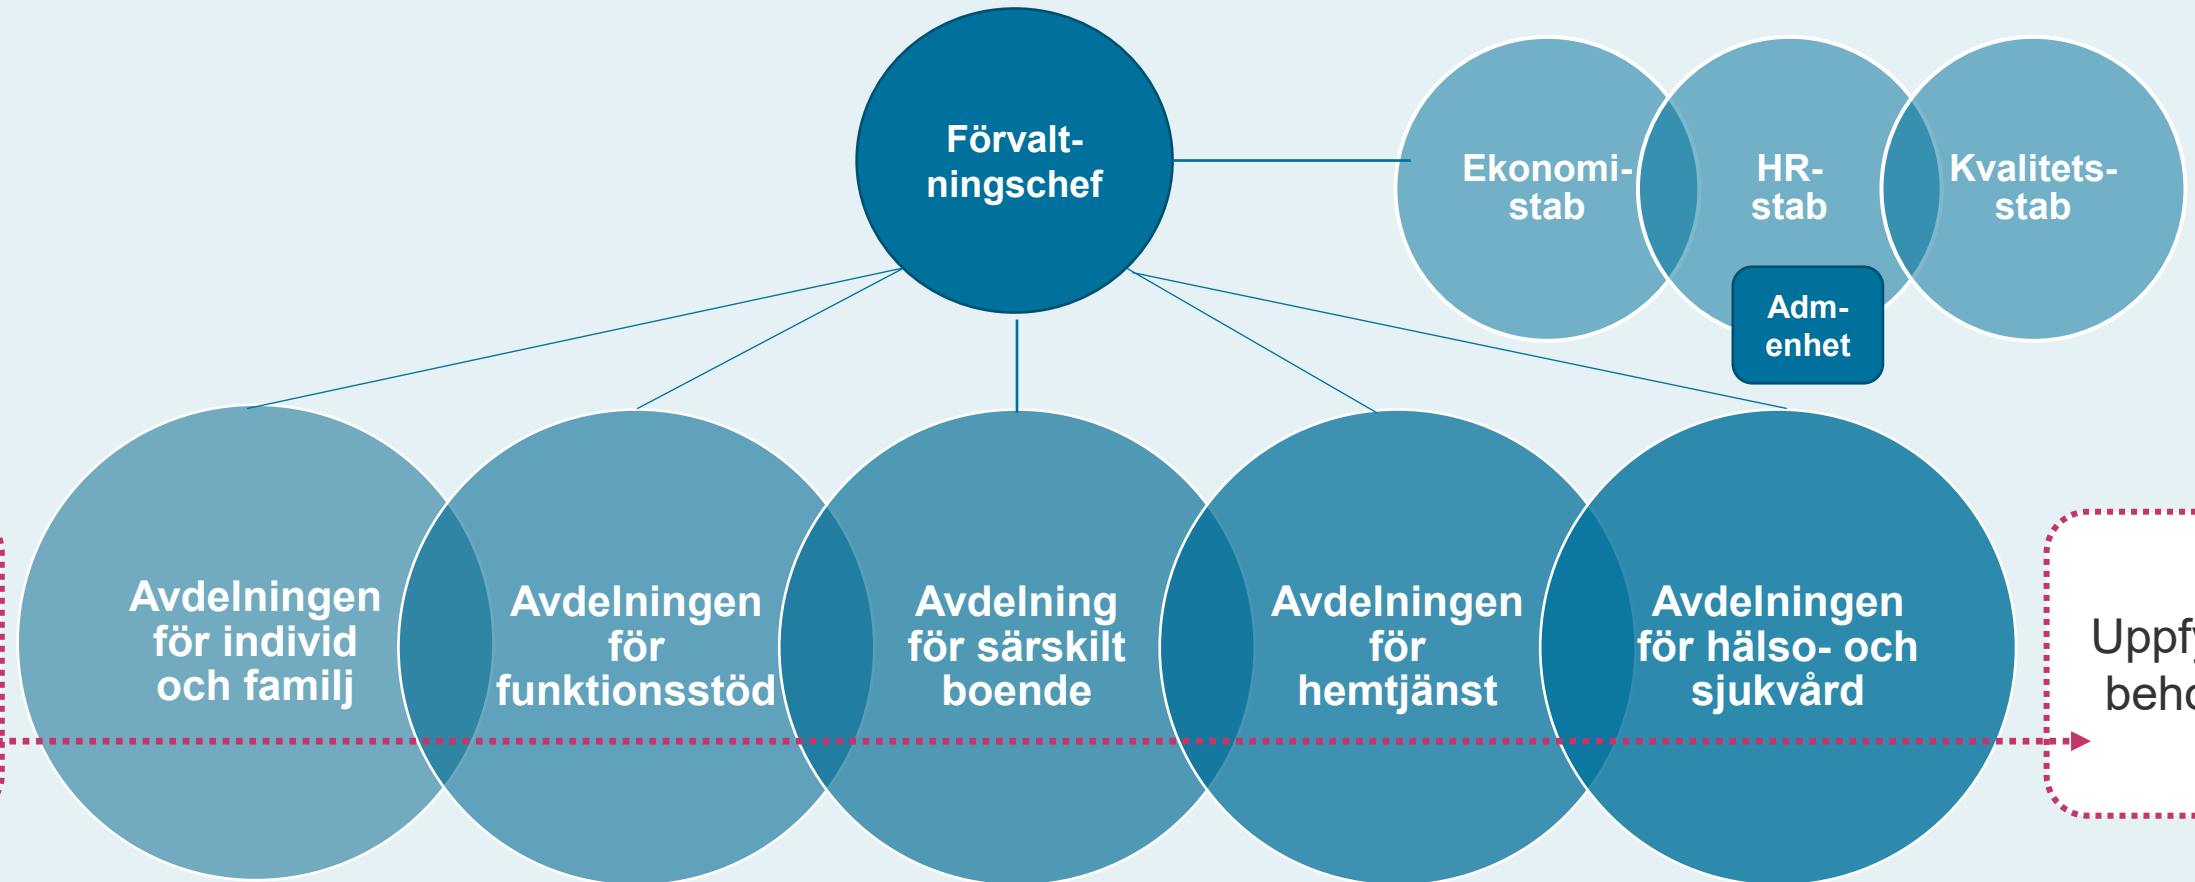 Förvalt-
ningschef
Ekonomi-
stab
HR-
stab
Kvalitets-
stab
Adm-
enhet
Avdelningen
för individ
och familj
Avdelningen
för
funktionsstöd
Avdelning
för särskilt
boende
Avdelningen
för
hemtjänst
Avdelningen
för hälso- och
sjukvård